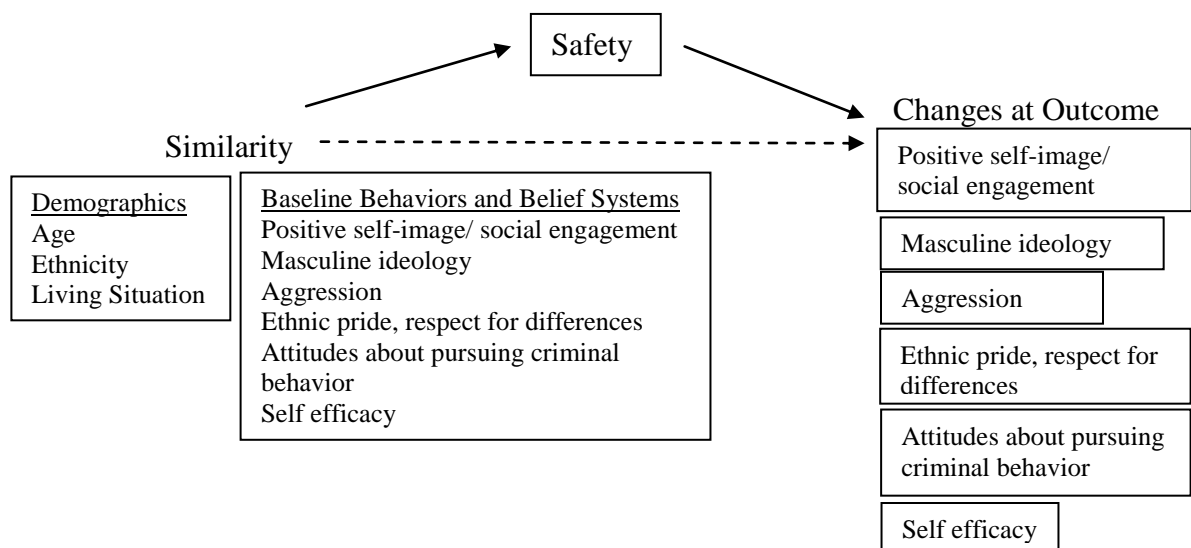 Safety
Changes at Outcome
Similarity
Demographics
Age
Ethnicity
Living Situation
Baseline Behaviors and Belief Systems
Positive self-image/ social engagement
Masculine ideology
Aggression
Ethnic pride, respect for differences
Attitudes about pursuing criminal
behavior
Self efficacy
Positive self-image/
social engagement
Masculine ideology
Aggression
Ethnic pride, respect for
differences
Attitudes about pursuing
criminal behavior
Self efficacy